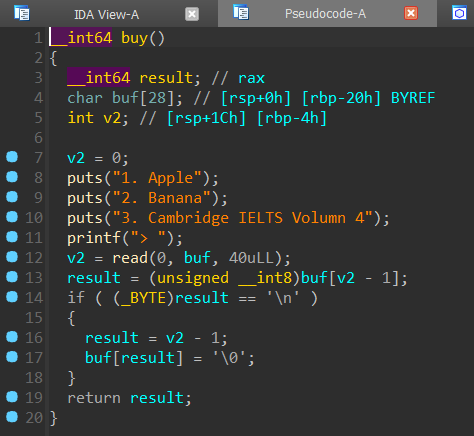 IDA View-A Pseudocode-A
1 __int64 buy()
2 {
3 __int64 result; // rax
4 char buf[28]; // [rsp+0h] [rbp-20h] BYREF
5 int v2; // [rsp+1Ch] [rbp-4h]
6
7 v2 = 0;
8 puts("1. Apple");
9 puts("2. Banana");
10 puts("3. Cambridge IELTS Volumn 4");
11 printf("> ");
12 v2 = read(0, buf, 40uLL);
13 result = (unsigned __int8)buf[v2 - 1];
14 if ( (_BYTE)result == '\n' )
15 {
16 result = v2 - 1;
17 buf[result] = '\0';
18 }
19 return result;
20 }